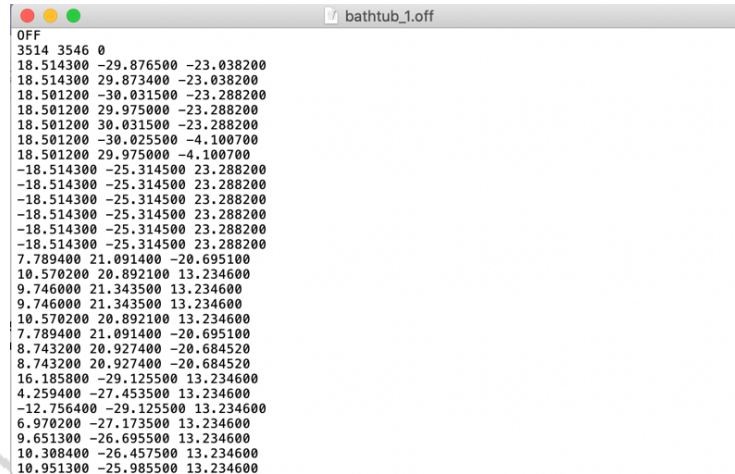 bathtub_1.off
OFF
3514 3546 0
18.514300 -29.876500 -23.038200
18.514300 29.873400 -23.038200
18.501200 -30.031500 -23.288200
18.501200 29.975000 -23.288200
18.501200 30.031500 -23.288200
18.501200 -30.025500 -4.100700
18.501200 29.975000 -4.100700
-18.514300 -25.314500 23.288200
-18.514300 -25.314500 23.288200
-18.514300 -25.314500 23.288200
-18.514300 -25.314500 23.288200
-18.514300 -25.314500 23.288200
-18.514300 -25.314500 23.288200
7.789400 21.091400 -20.695100
10.570200 20.892100 13.234600
9.746000 21.343500 13.234600
9.746000 21.343500 13.234600
10.570200 20.892100 13.234600
7.789400 21.091400 -20.695100
8.743200 20.927400 -20.684520
8.743200 20.927400 -20.684520
16.185800 -29.125500 13.234600
4.259400 -27.453500 13.234600
-12.756400 -29.125500 13.234600
6.970200 -27.173500 13.234600
9.651300 -26.695500 13.234600
10.308400 -26.457500 13.234600
10.951300 -25.985500 13.234600